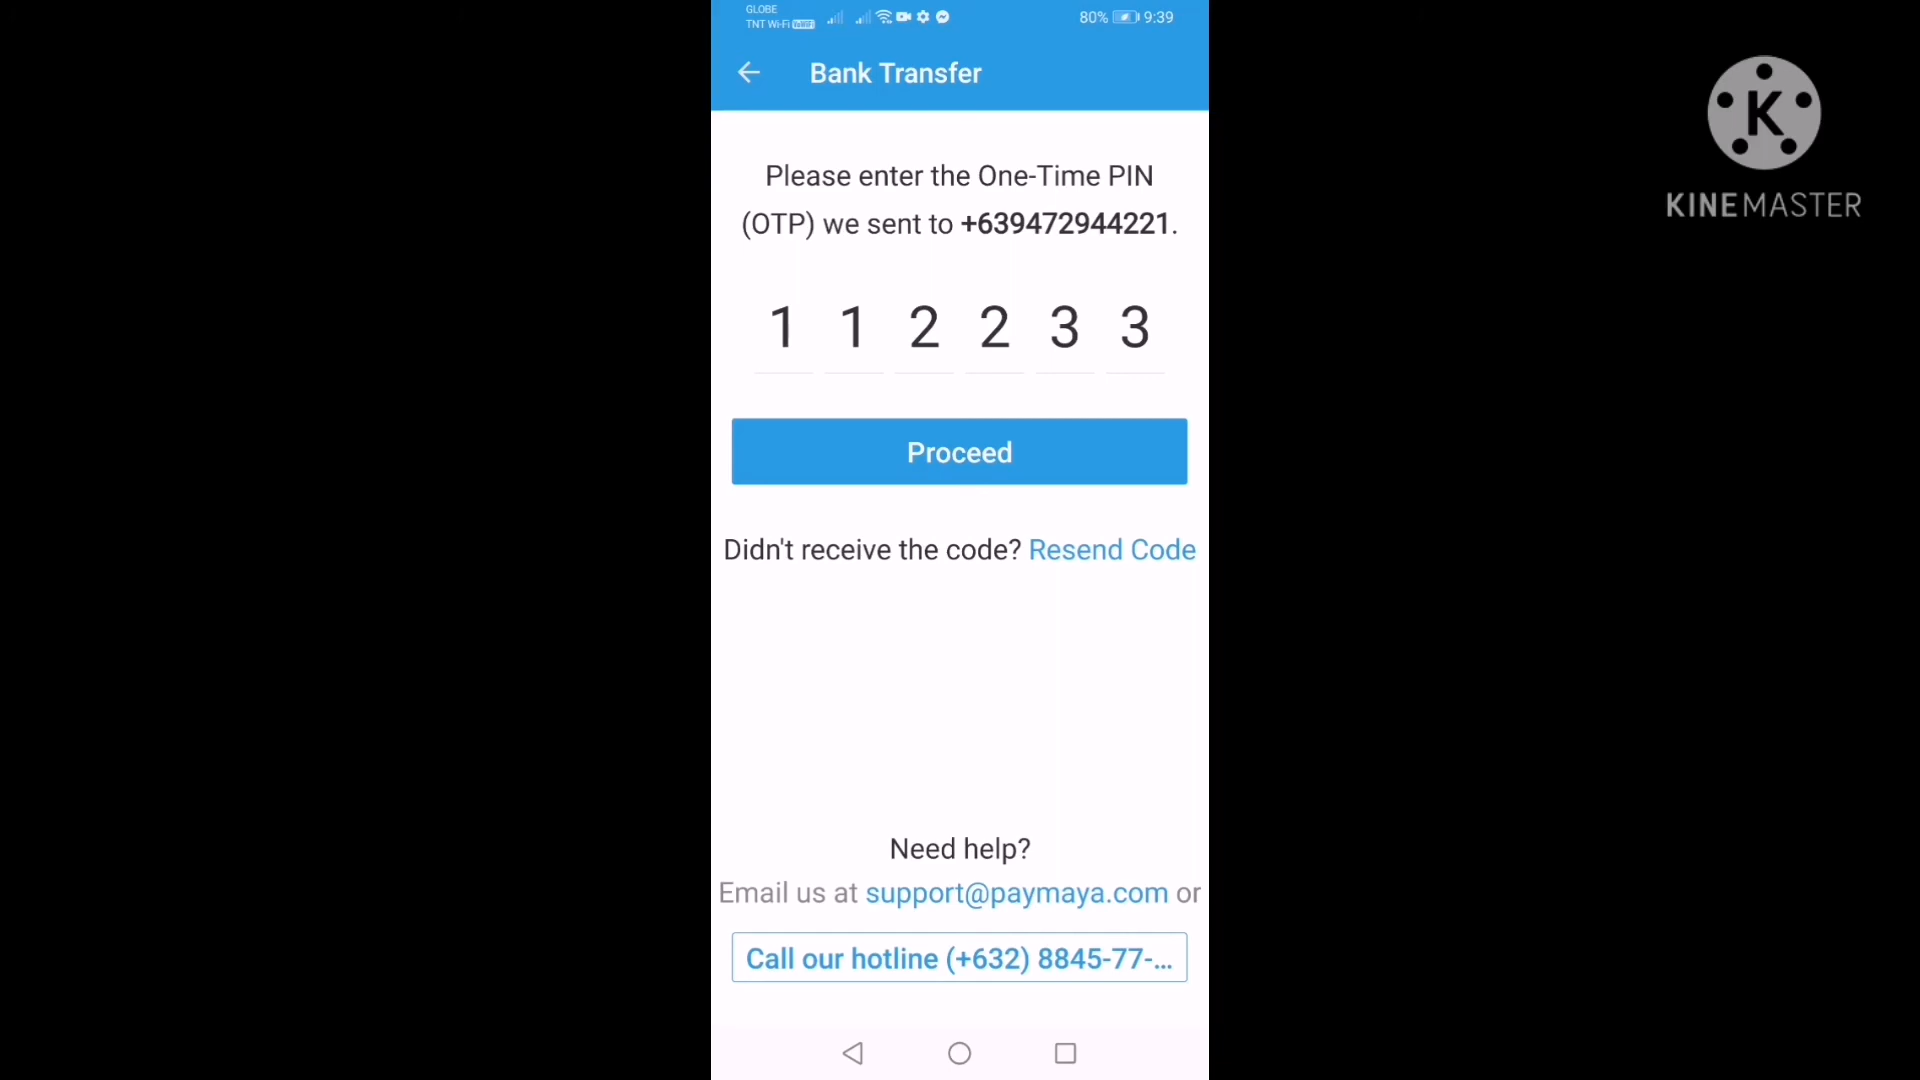 GLOBE
TNT Wi-Fi VoWiFi
80% 9:39
Bank Transfer
K
KINEMASTER
Please enter the One-Time PIN
(OTP) we sent to +639472944221.
1 1 2 2 3 3
Proceed
Didn't receive the code? Resend Code
Need help?
Email us at support@paymaya.com or
Call our hotline (+632) 8845-77-...